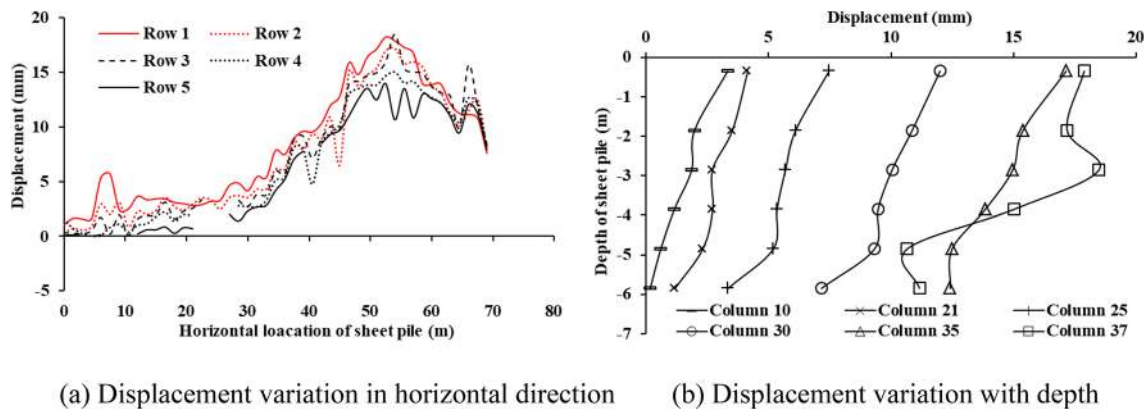 20
15
10
5
0
-5
Displacement (mm)
Row 1
Row 2
Row 3
Row 4
Row 5
0 10 20 30 40 50 60 70 80
Horizontal loacation of sheet pile (m)
(a) Displacement variation in horizontal direction
Displacement (mm)
0 5 10 15 20
0
-1
-2
-3
-4
-5
-6
-7
Depth of sheet pile (m)
Column 10 Column 21 Column 25
Column 30 Column 35 Column 37
(b) Displacement variation with depth